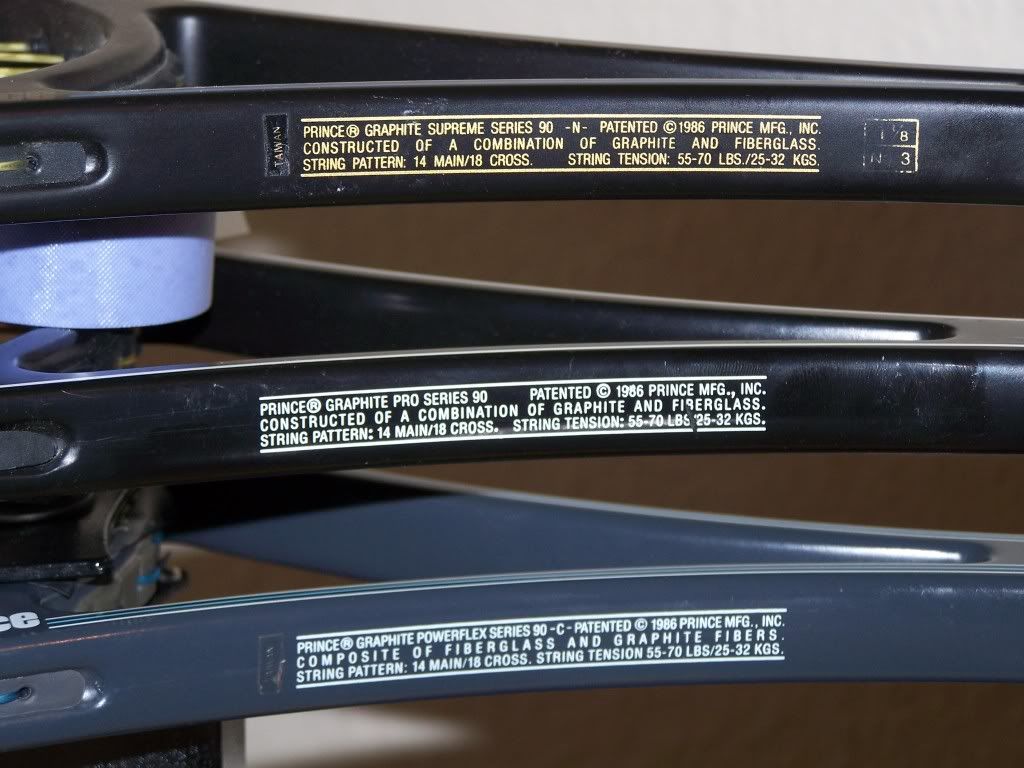 TAIWAN
PRINCE® GRAPHITE SUPREME SERIES 90 -N- PATENTED ©1986 PRINCE MFG., INC.
CONSTRUCTED OF A COMBINATION OF GRAPHITE AND FIBERGLASS.
STRING PATTERN: 14 MAIN/18 CROSS. STRING TENSION: 55-70 LBS./25-32 KGS.
8
N 3
PRINCE® GRAPHITE PRO SERIES 90 PATENTED © 1986 PRINCE MFG., INC.
CONSTRUCTED OF A COMBINATION OF GRAPHITE AND FIBERGLASS.
STRING PATTERN: 14 MAIN/18 CROSS. STRING TENSION: 55-70 LBS 25-32 KGS.
ce
PRINCE® GRAPHITE POWERFLEX SERIES 90 -C- PATENTED © 1986 PRINCE MFG., INC.
COMPOSITE OF FIBERGLASS AND GRAPHITE FIBERS.
STRING PATTERN: 14 MAIN/18 CROSS. STRING TENSION 55-70 LBS/25-32 KGS.